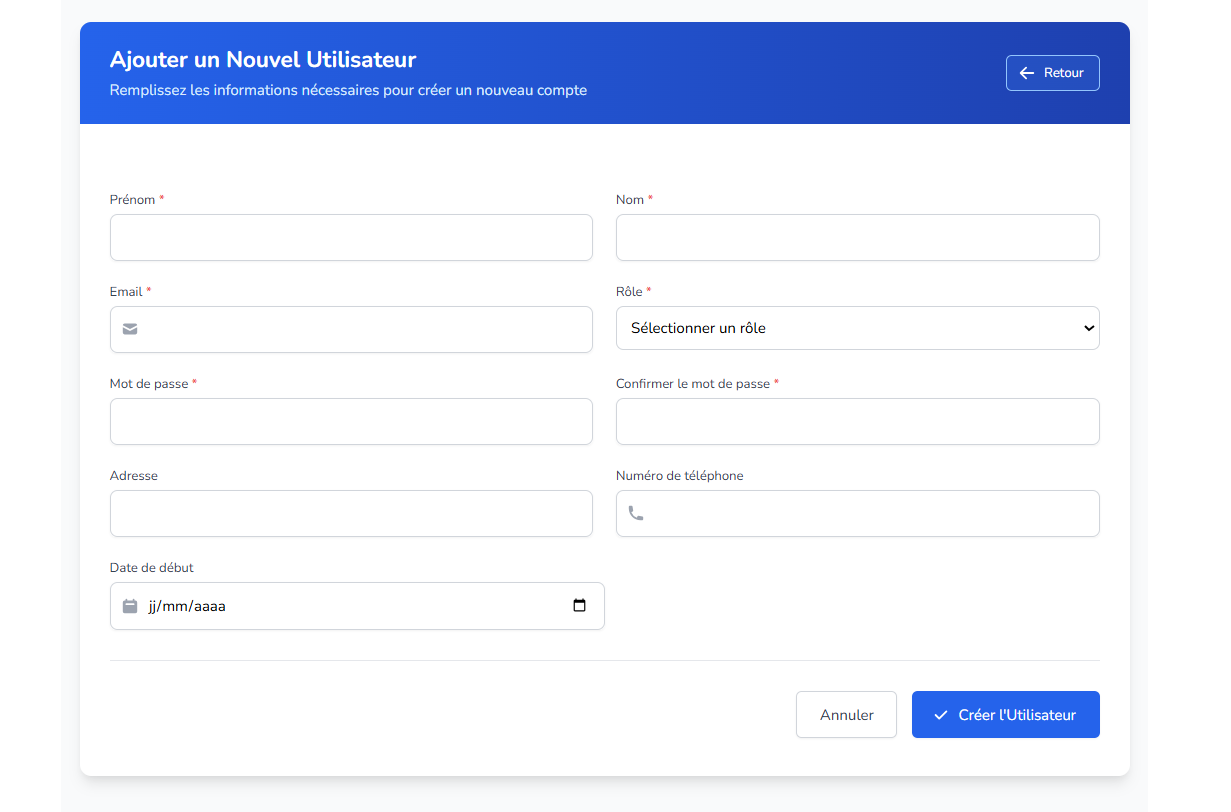 Ajouter un Nouvel Utilisateur
Remplissez les informations nécessaires pour créer un nouveau compte
Retour
Prénom *
Nom *
Email *
Rôle *
Sélectionner un rôle
Mot de passe *
Confirmer le mot de passe *
Adresse
Numéro de téléphone
Date de début
jj/mm/aaaa
Annuler
Créer l'Utilisateur